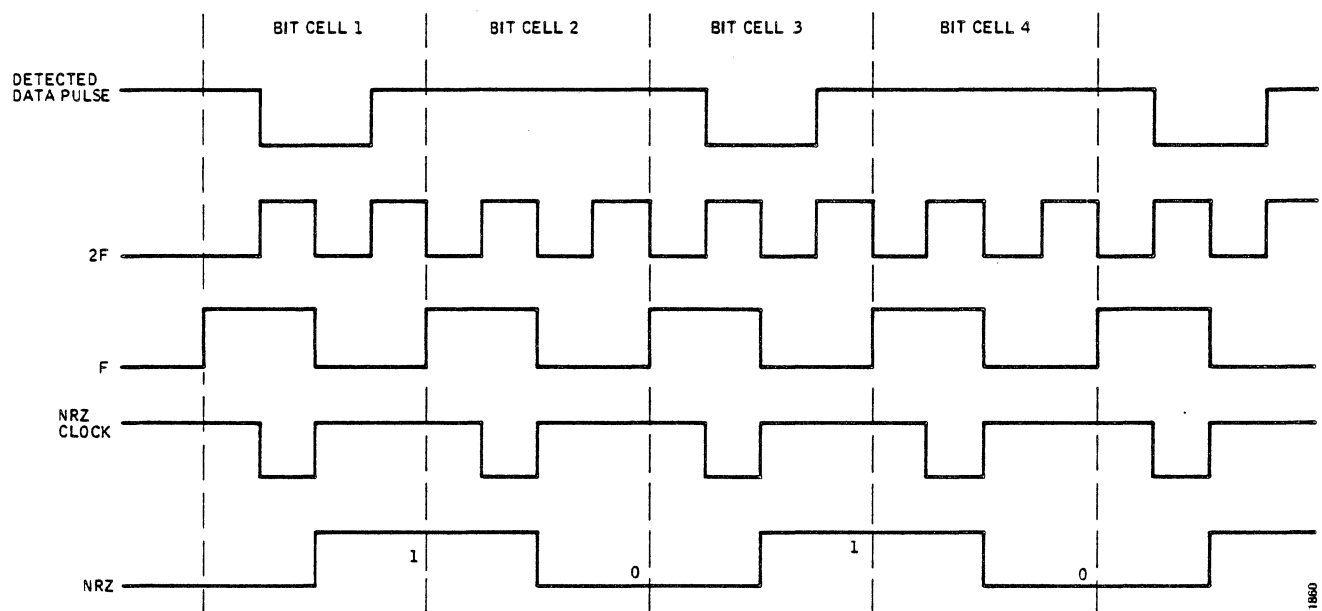 BIT CELL 1
BIT CELL 2
BIT CELL 3
BIT CELL 4
DETECTED
DATA PULSE
2F
F
NRZ
CLOCK
NRZ
1
0
1
0
1860